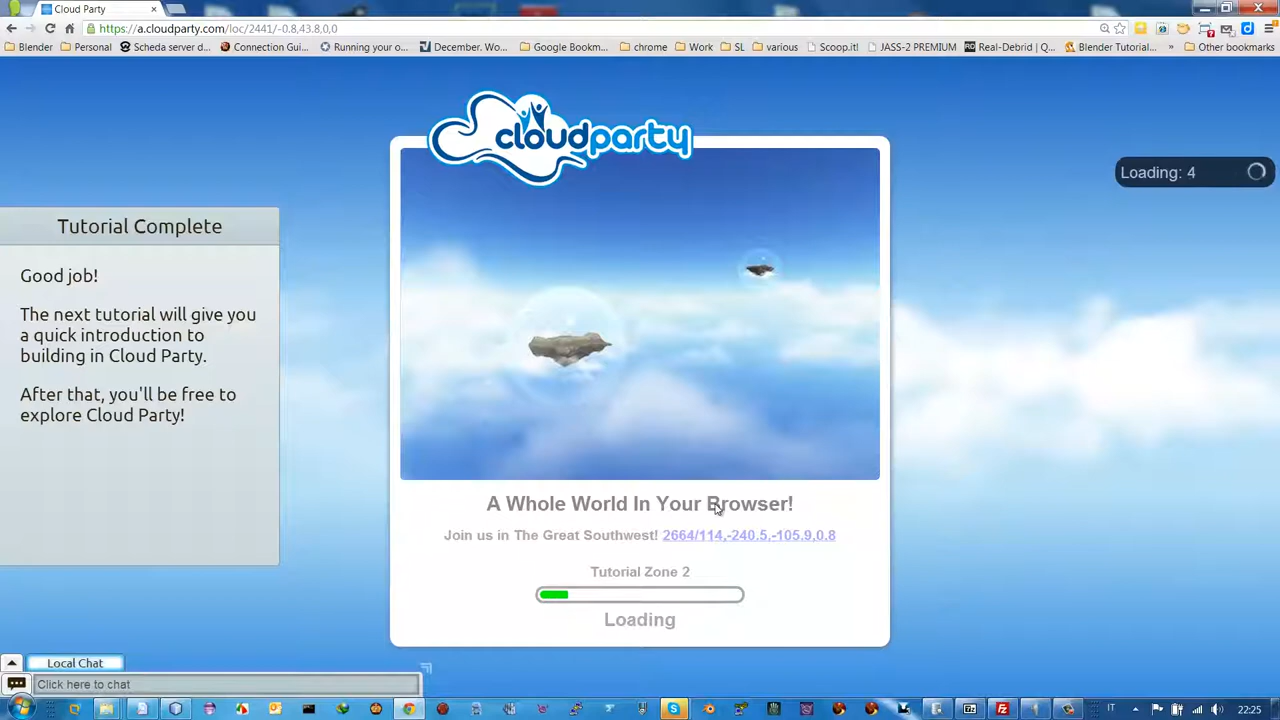 Cloud Party
https://a.cloudparty.com/loc/2441/-0.8,43.8,0,0
Blender
Personal
Scheda server d...
Connection Gui...
Running your o...
December. Wo...
Google Bookm...
chrome
Work
SL
various
Scoop.it!
JASS-2 PREMIUM
Real-Debrid | Q...
Blender Tutorial...
»
Other bookmarks
cloudparty
Loading: 4
Tutorial Complete
Good job!
The next tutorial will give you
a quick introduction to
building in Cloud Party.
After that, you'll be free to
explore Cloud Party!
A Whole World In Your Browser!
Join us in The Great Southwest! 2664/114,-240.5,-105.9,0.8
Tutorial Zone 2
Loading
Local Chat
Click here to chat
IT
22:25